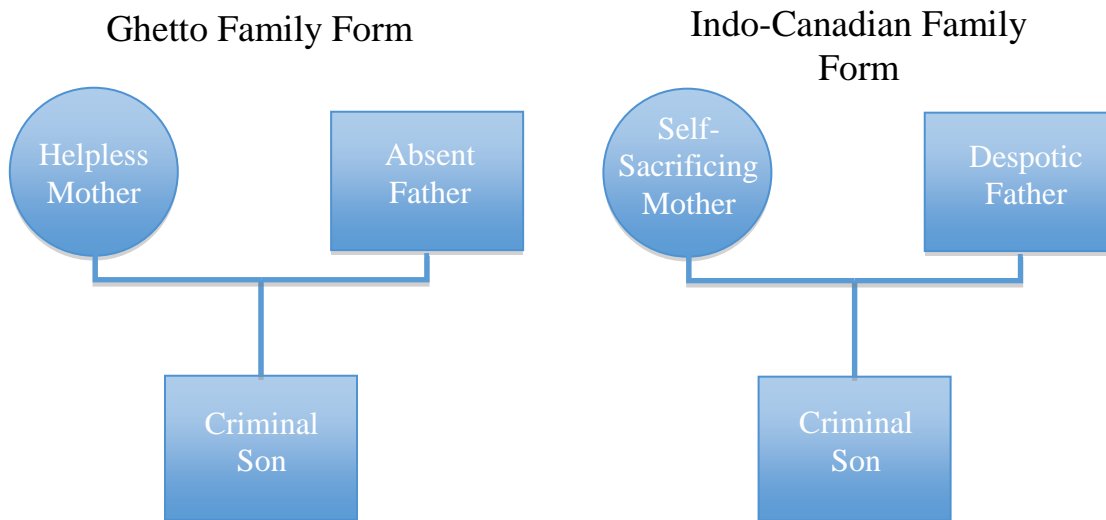 Ghetto Family Form
Helpless
Mother
Absent
Father
Criminal
Son
Indo-Canadian Family
Form
Self-
Sacrificing
Mother
Despotic
Father
Criminal
Son